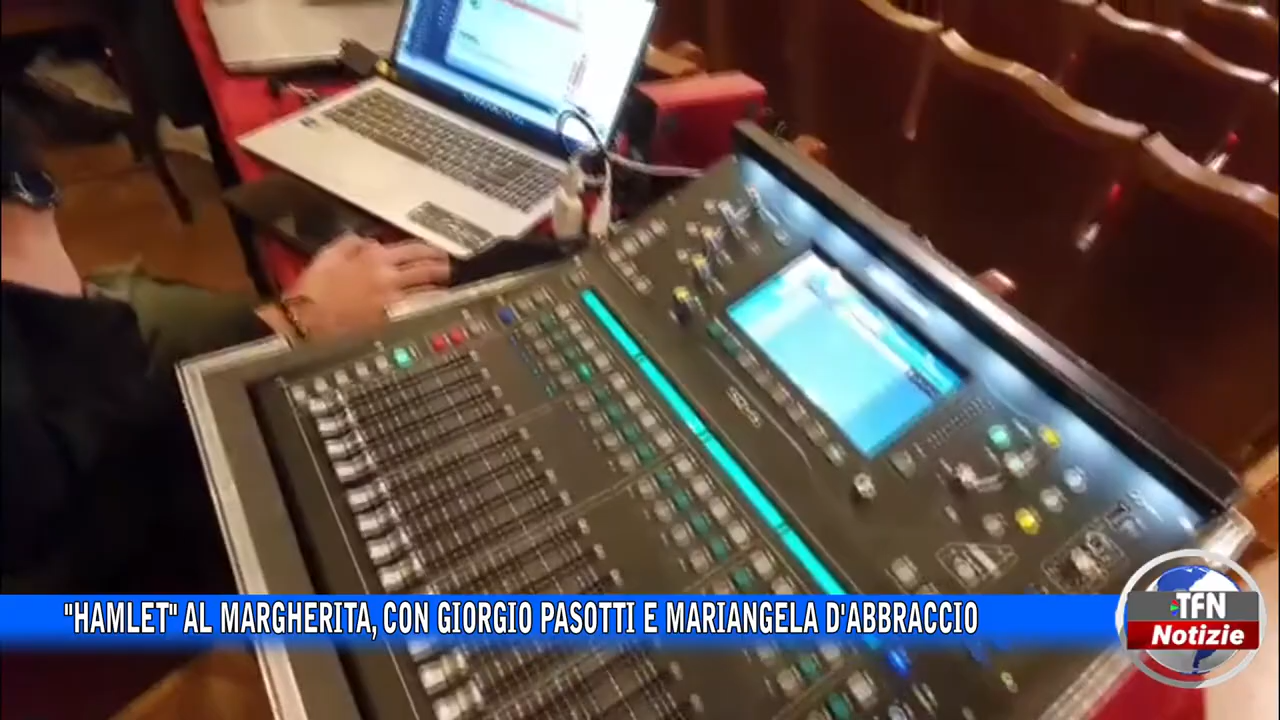 "HAMLET" AL MARGHERITA, CON GIORGIO PASOTTI E MARIANGELA D'ABBRACCIO
TFN
Notizie